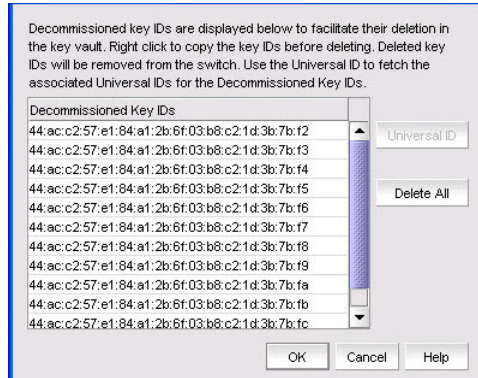 Decommissioned key IDs are displayed below to facilitate their deletion in
the key vault. Right click to copy the key IDs before deleting. Deleted key
IDs will be removed from the switch. Use the Universal ID to fetch the
associated Universal IDs for the Decommissioned Key IDs.
Decommissioned Key IDs
44:ac:c2:57:e1:84:a1:2b:6f:03:b8:c2:1d:3b:7b:f2
44:ac:c2:57:e1:84:a1:2b:6f:03:b8:c2:1d:3b:7b:f3
44:ac:c2:57:e1:84:a1:2b:6f:03:b8:c2:1d:3b:7b:f4
44:ac:c2:57:e1:84:a1:2b:6f:03:b8:c2:1d:3b:7b:f5
44:ac:c2:57:e1:84:a1:2b:6f:03:b8:c2:1d:3b:7b:f6
44:ac:c2:57:e1:84:a1:2b:6f:03:b8:c2:1d:3b:7b:f7
44:ac:c2:57:e1:84:a1:2b:6f:03:b8:c2:1d:3b:7b:f8
44:ac:c2:57:e1:84:a1:2b:6f:03:b8:c2:1d:3b:7b:f9
44:ac:c2:57:e1:84:a1:2b:6f:03:b8:c2:1d:3b:7b:fa
44:ac:c2:57:e1:84:a1:2b:6f:03:b8:c2:1d:3b:7b:fb
44:ac:c2:57:e1:84:a1:2b:6f:03:b8:c2:1d:3b:7b:fc
Universal ID
Delete All
OK
Cancel
Help